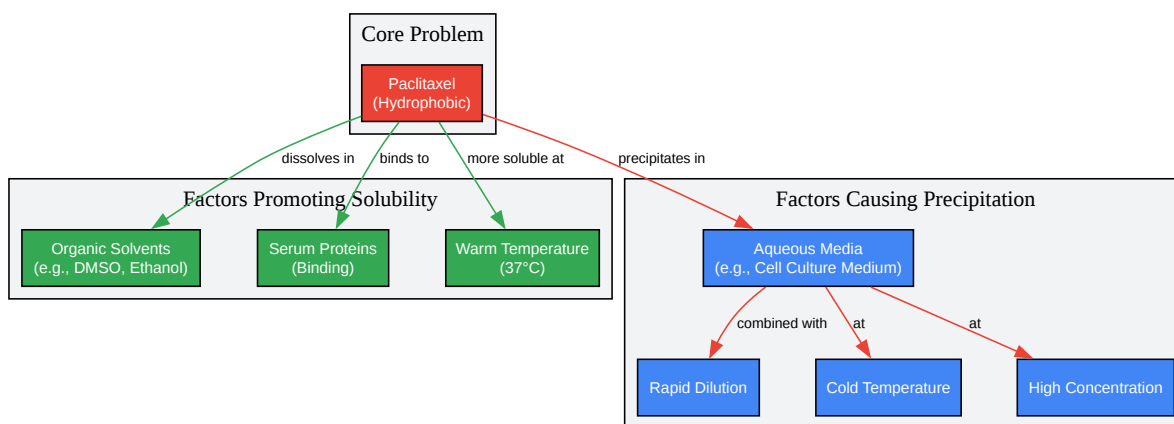 Core Problem
Paclitaxel
(Hydrophobic)
dissolves in
binds to
more soluble at
precipitates in
Factors Promoting Solubility
Factors Causing Precipitation
Organic Solvents
(e.g., DMSO, Ethanol)
Serum Proteins
(Binding)
Warm Temperature
(37°C)
Aqueous Media
(e.g., Cell Culture Medium)
combined with
at
at
Rapid Dilution
Cold Temperature
High Concentration